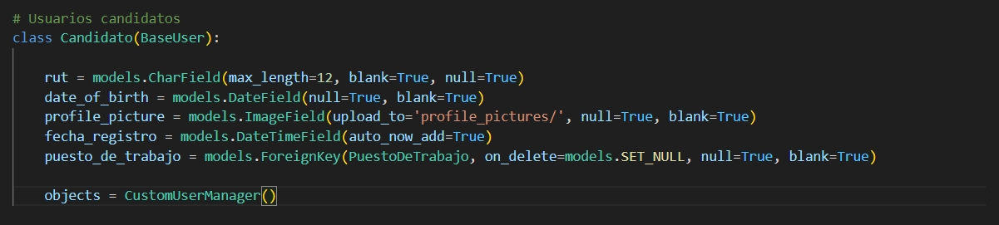 # Usuarios candidatos
class Candidato(BaseUser):
    rut = models.CharField(max_length=12, blank=True, null=True)
    date_of_birth = models.DateField(null=True, blank=True)
    profile_picture = models.ImageField(upload_to='profile_pictures/', null=True, blank=True)
    fecha_registro = models.DateTimeField(auto_now_add=True)
    puesto_de_trabajo = models.ForeignKey(PuestoDeTrabajo, on_delete=models.SET_NULL, null=True, blank=True)
    objects = CustomUserManager()